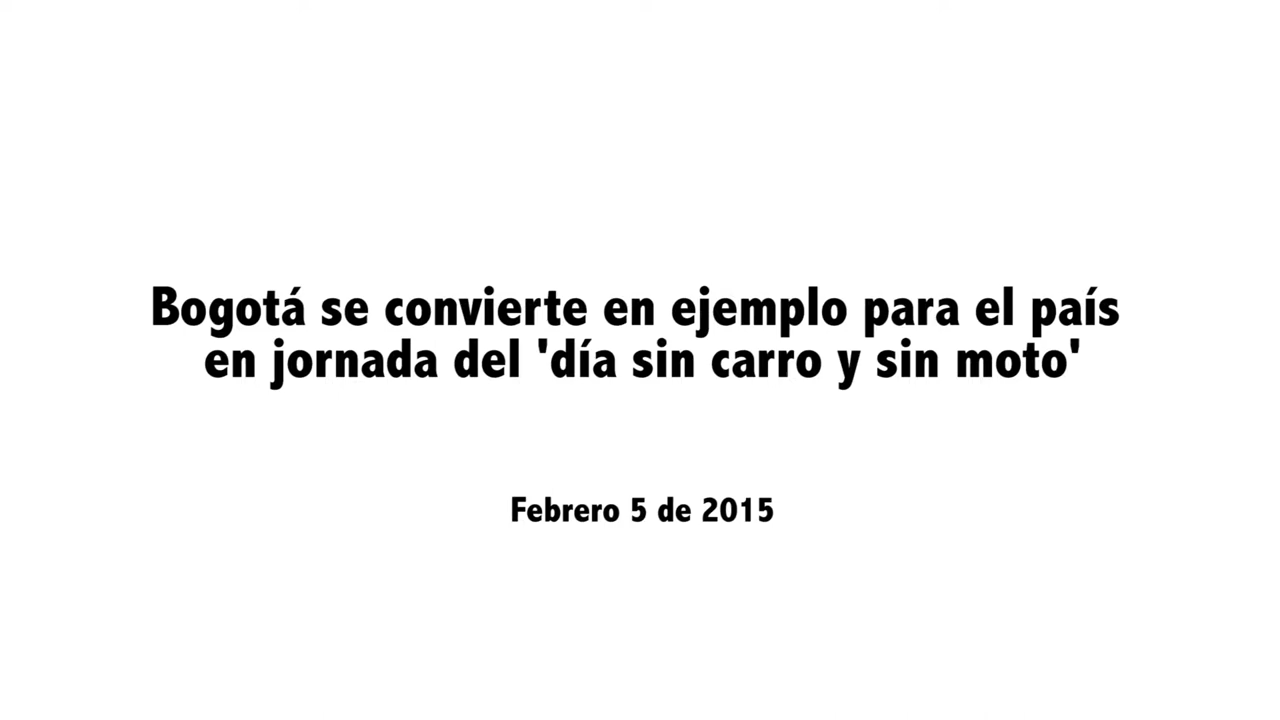 Bogotá se convierte en ejemplo para el país
en jornada del 'día sin carro y sin moto'
Febrero 5 de 2015